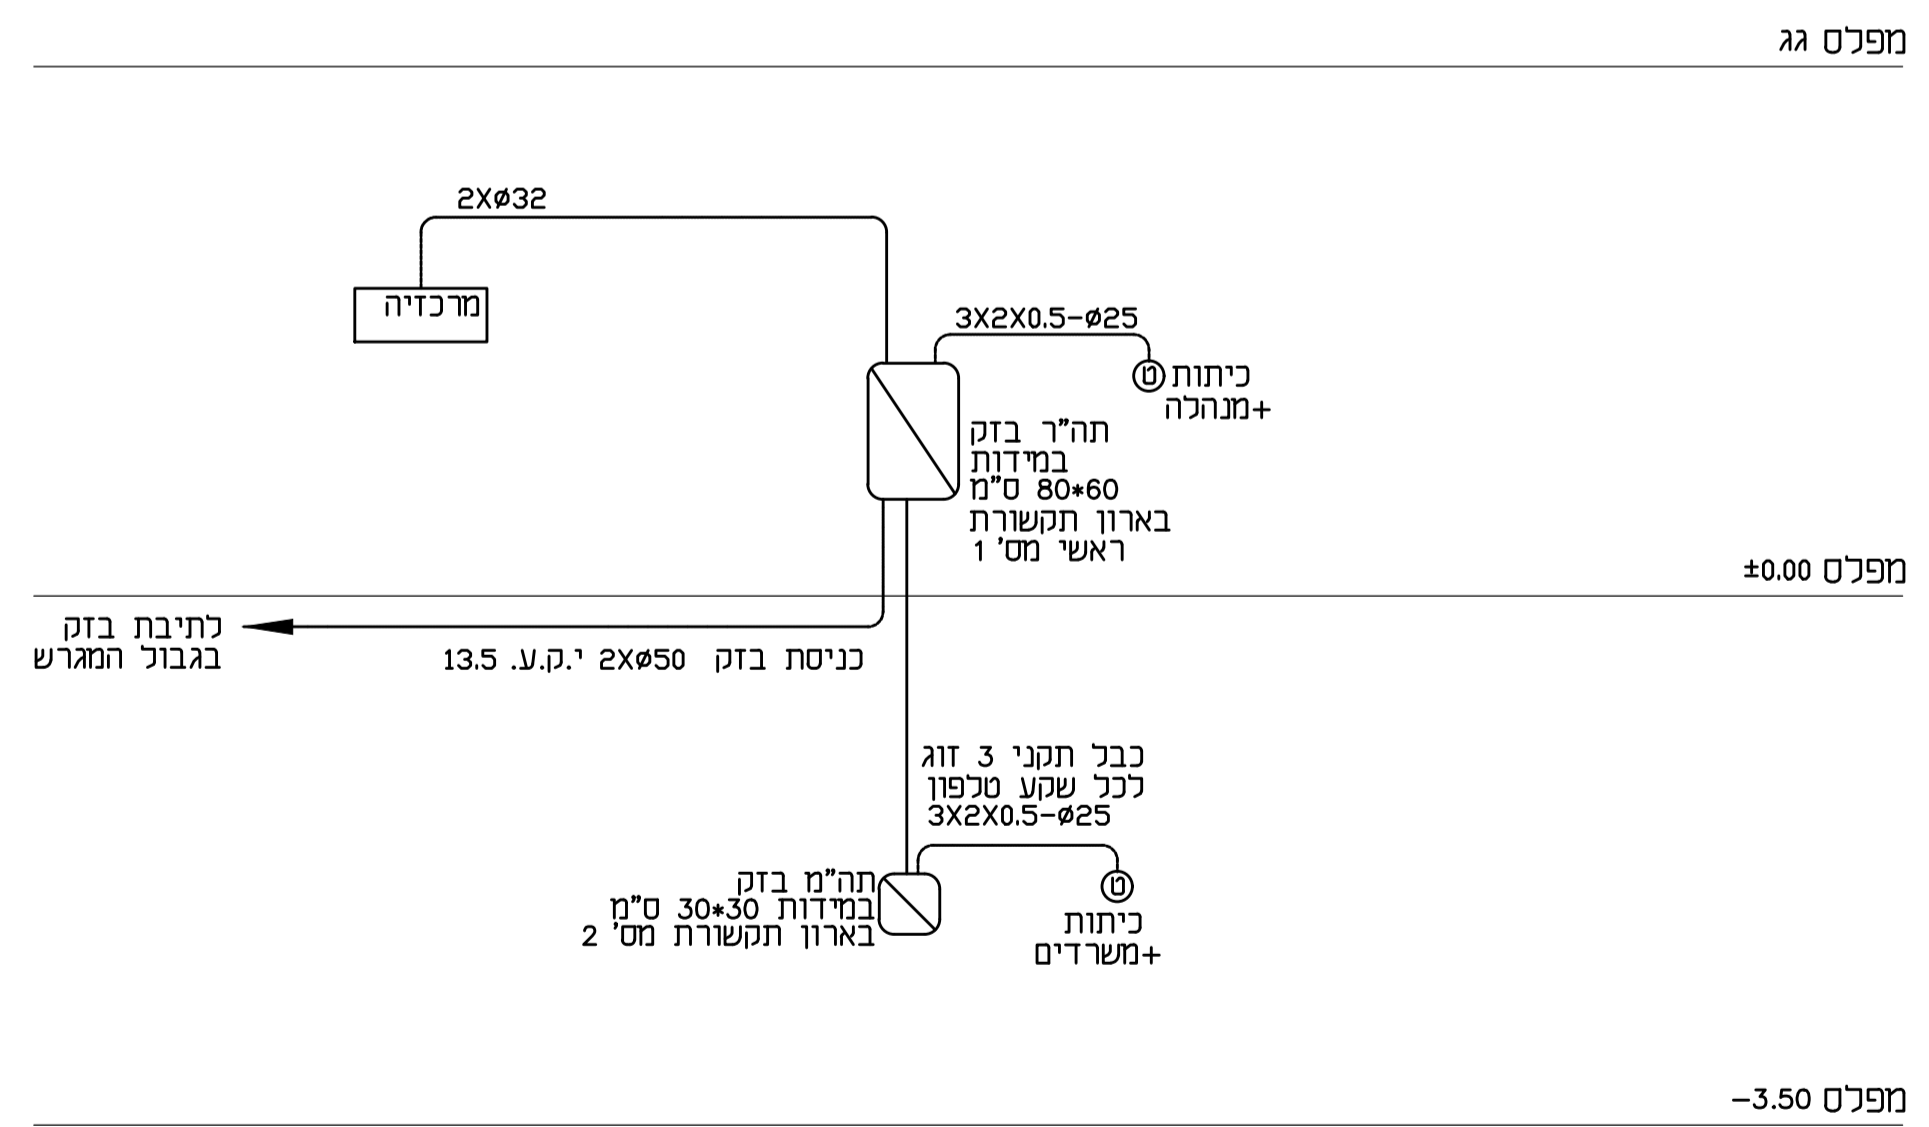 מפלס גג
2XØ32
מרכזיה
3X2X0.5-Ø25
ט
כיתות
+מנהלה
תה"ר בזק
במידות
80*60 ס"מ
בארון תקשורת
ראשי מס' 1
מפלס ±0.00
לתיבת בזק
בגבול המגרש
כניסת בזק 2XØ50 י.ק.ע. 13.5
כבל תקני 3 זוג
לכל שקע טלפון
3X2X0.5-Ø25
תה"מ בזק
במידות 30*30 ס"מ
בארון תקשורת מס' 2
ט
כיתות
+משרדים
מפלס -3.50